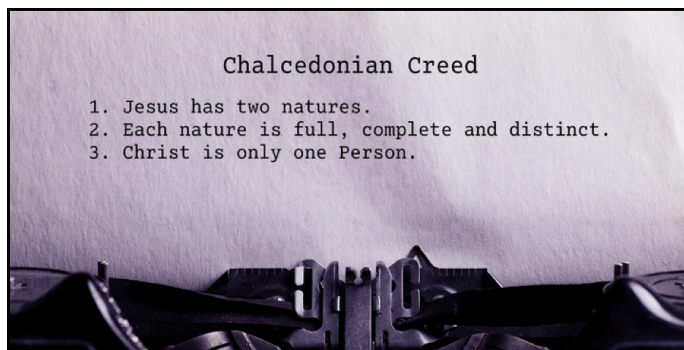 Chalcedonian Creed
1. Jesus has two natures.
2. Each nature is full, complete and distinct.
3. Christ is only one Person.